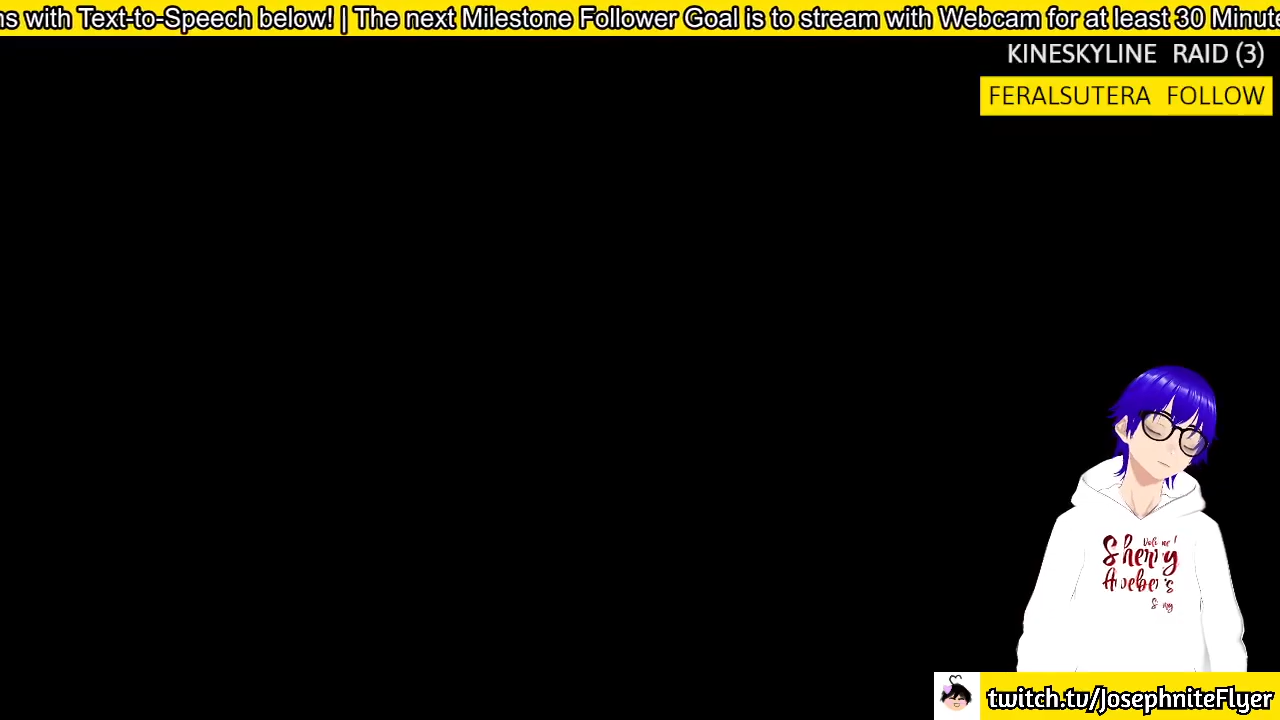 ns with Text-to-Speech below! | The next Milestone Follower Goal is to stream with Webcam for at least 30 Minute
KINESKYLINE RAID (3)
FERALSUTERA FOLLOW
Sherry
twitch.tv/JosephniteFlyer